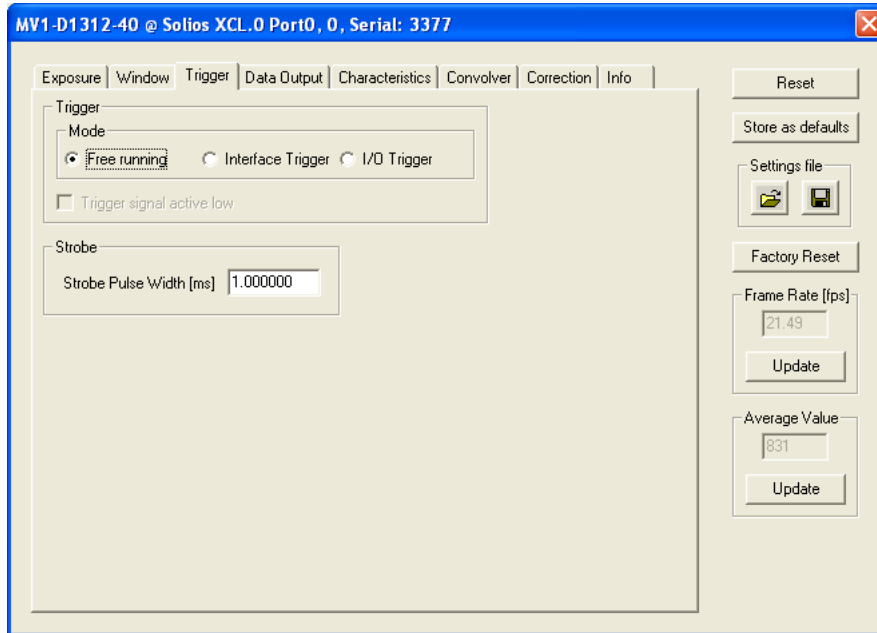 MV1-D1312-40 @ Solios XCL.0 Port0, 0, Serial: 3377
Exposure Window Trigger Data Output Characteristics Convolver Correction Info
Trigger
Mode
Free running Interface Trigger I/O Trigger
Trigger signal active low
Strobe
Strobe Pulse Width [ms] 1.000000
Reset
Store as defaults
Settings file
Factory Reset
Frame Rate [fps]
21.49
Update
Average Value
831
Update